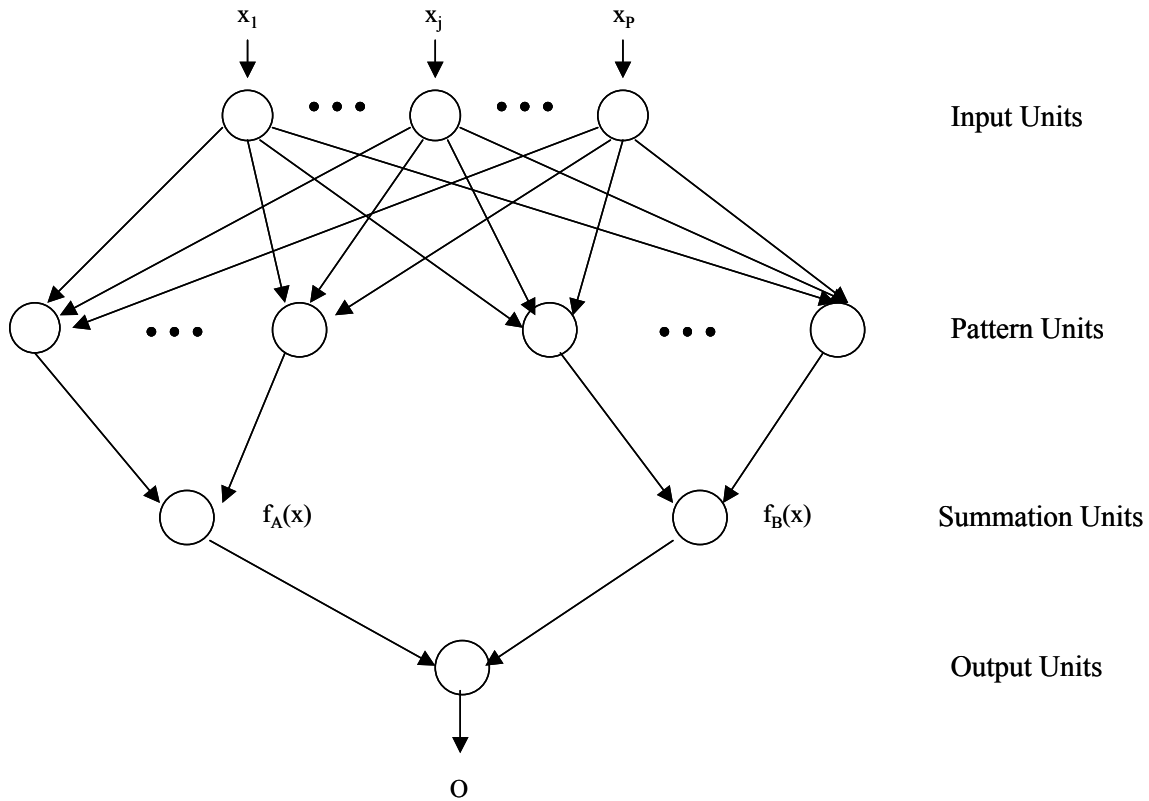 x1 xj xP
Input Units
Pattern Units
fA(x) fB(x) Summation Units
Output Units
O